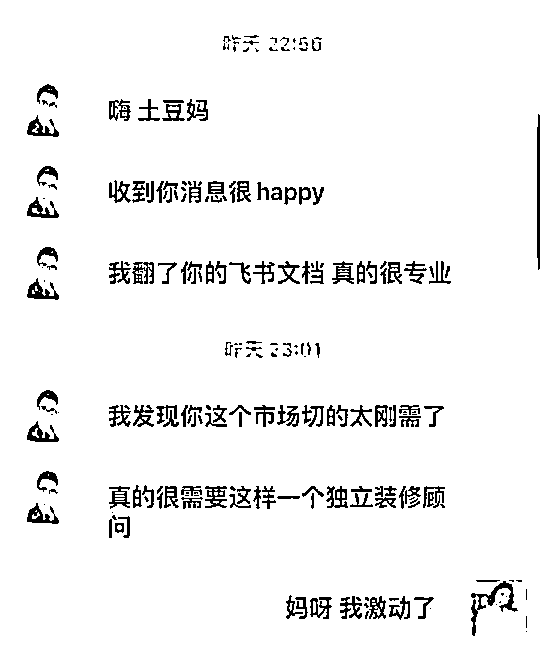 昨天 22:56
嗨 土豆妈
收到你消息很 happy
我翻了你的飞书文档 真的很专业
昨天 23:01
我发现你这个市场切的太刚需了
真的很需要这样一个独立装修顾
问
妈呀 我激动了